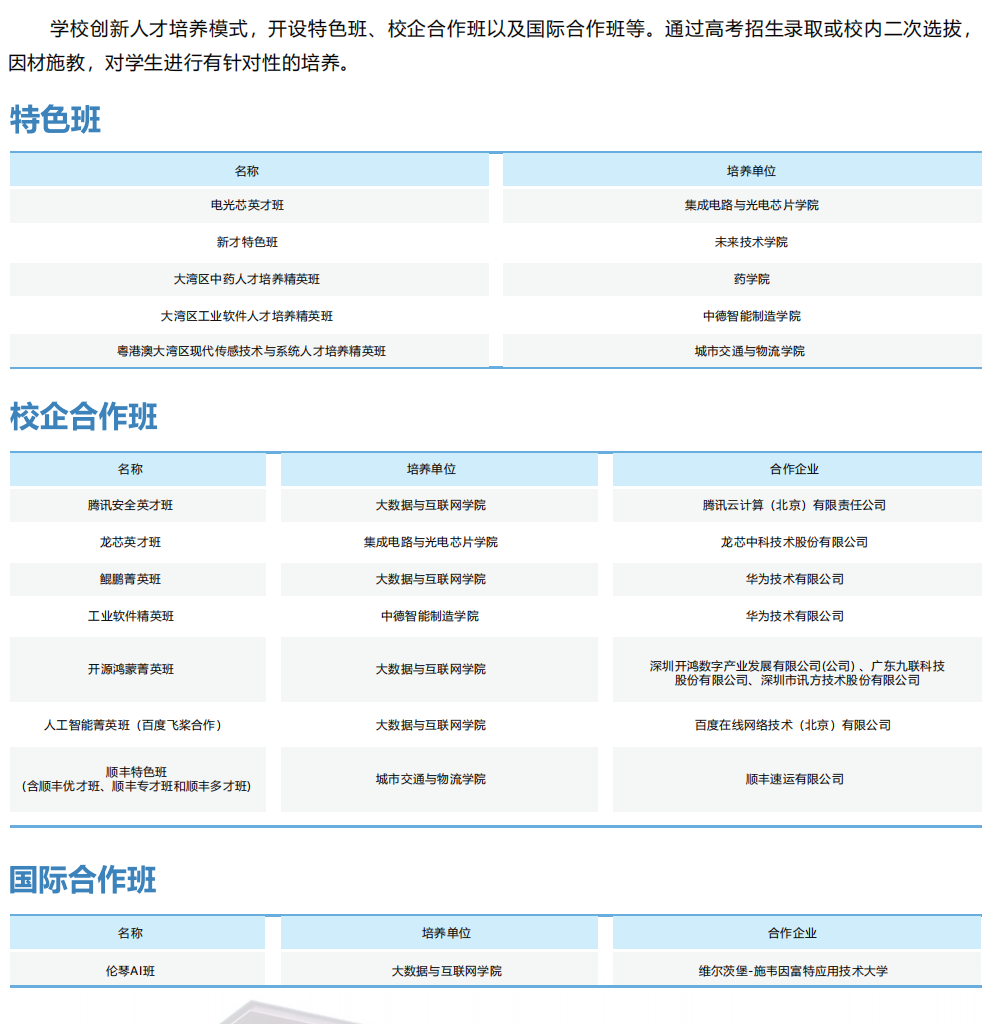 学校创新人才培养模式，开设特色班、校企合作班以及国际合作班等。通过高考招生录取或校内二次选拔，
因材施教，对学生进行有针对性的培养。
特色班
名称 培养单位
电光芯英才班 集成电路与光电芯片学院
新才特色班 未来技术学院
大湾区中药人才培养精英班 药学院
大湾区工业软件人才培养精英班 中德智能制造学院
粤港澳大湾区现代传感技术与系统人才培养精英班 城市交通与物流学院
校企合作班
名称 培养单位 合作企业
腾讯安全英才班 大数据与互联网学院 腾讯云计算（北京）有限责任公司
龙芯英才班 集成电路与光电芯片学院 龙芯中科技术股份有限公司
鲲鹏菁英班 大数据与互联网学院 华为技术有限公司
工业软件精英班 中德智能制造学院 华为技术有限公司
开源鸿蒙菁英班 大数据与互联网学院 深圳开鸿数字产业发展有限公司(公司) 、广东九联科技
股份有限公司、深圳市讯方技术股份有限公司
人工智能菁英班（百度飞桨合作） 大数据与互联网学院 百度在线网络技术（北京）有限公司
顺丰特色班
(含顺丰优才班、顺丰专才班和顺丰多才班) 城市交通与物流学院 顺丰速运有限公司
国际合作班
名称 培养单位 合作企业
伦琴AI班 大数据与互联网学院 维尔茨堡-施韦因富特应用技术大学